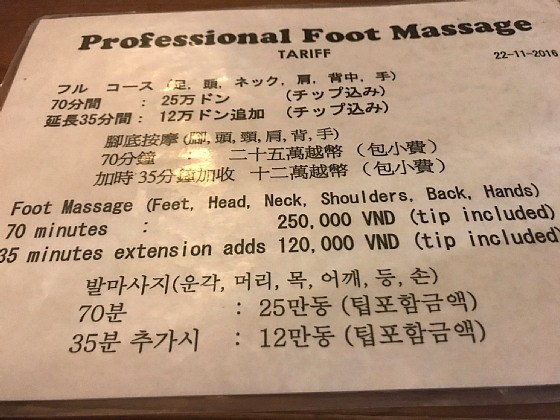 Professional Foot Massage
TARIFF
22-11-2016
フル コース (足, 頭, ネック, 肩, 背中, 手)
70分間 : 25万ドン (チップ込み)
延長35分間 : 12万ドン追加 (チップ込み)
腳底按摩 (腳, 頭, 頸, 肩, 背, 手)
70分鐘 : 二十五萬越幣 (包小費)
加時 35分鐘加收 十二萬越幣 (包小費)
Foot Massage (Feet, Head, Neck, Shoulders, Back, Hands)
70 minutes : 250,000 VND (tip included)
35 minutes extension adds 120,000 VND (tip included)
발마사지(운각, 머리, 목, 어깨, 등, 손)
70분 : 25만동 (팁포함금액)
35분 추가시 : 12만동 (팁포함금액)